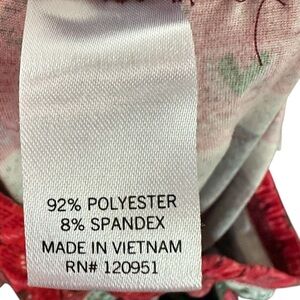 92% POLYESTER
8% SPANDEX
MADE IN VIETNAM
RN# 120951